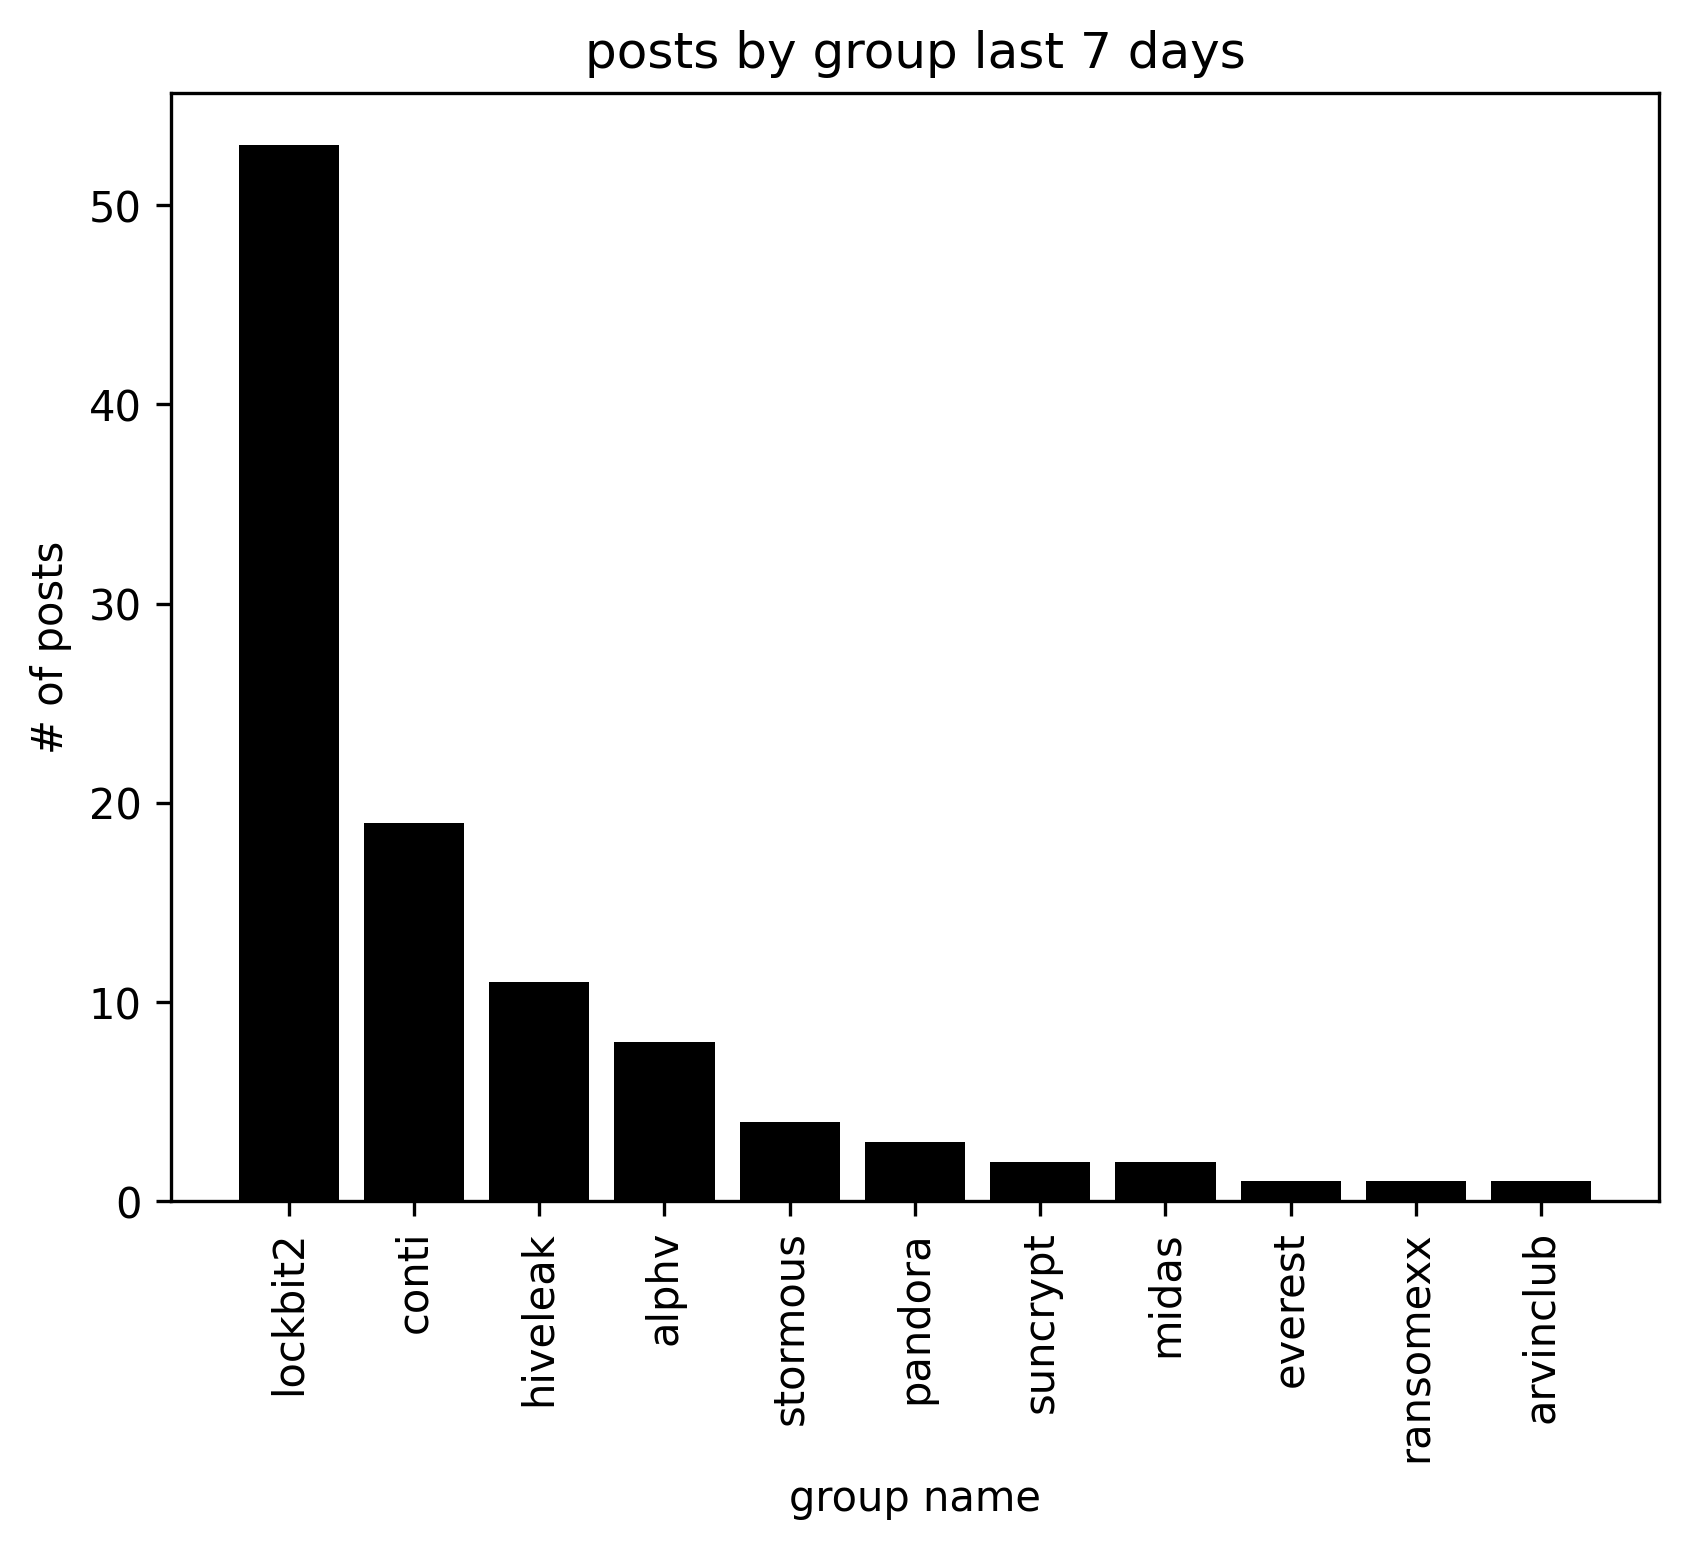 posts by group last 7 days
# of posts
50
40
30
20
10
0
lockbit2
conti
hiveleak
alphv
stormous
pandora
suncrypt
midas
everest
ransomexx
arvinclub
group name